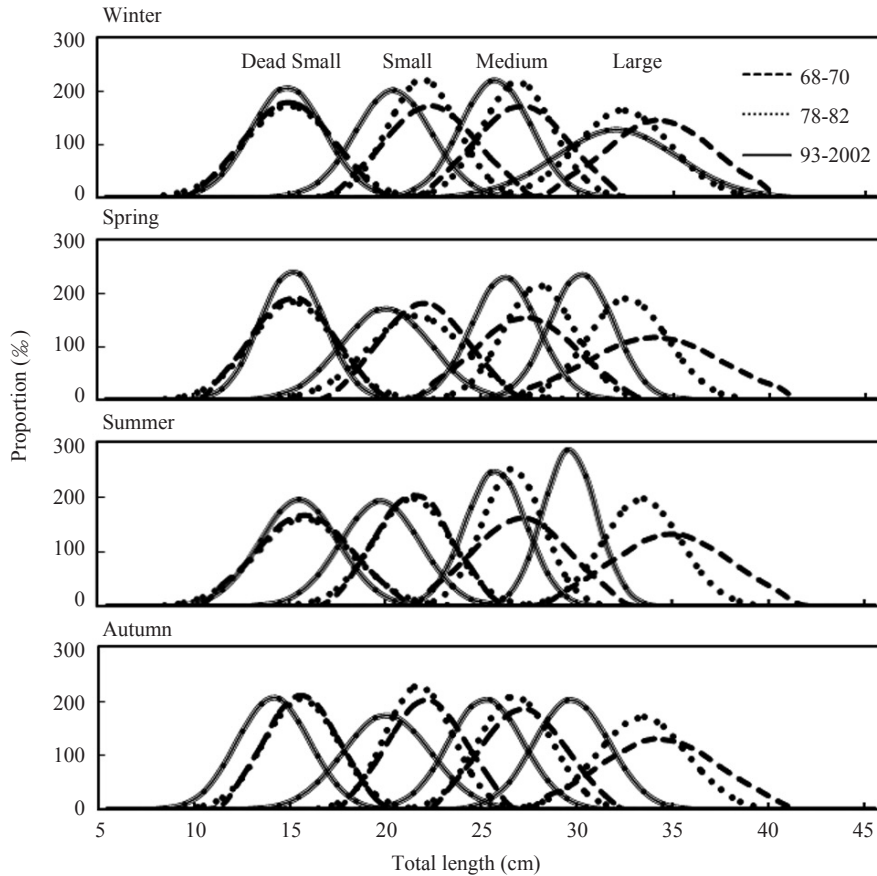 Winter
300
200
100
0
Dead Small Small Medium Large
68-70
78-82
93-2002
Spring
300
200
100
0
Summer
300
200
100
0
Autumn
300
200
100
0
5 10 15 20 25 30 35 40 45
Total length (cm)
Proportion (‰)